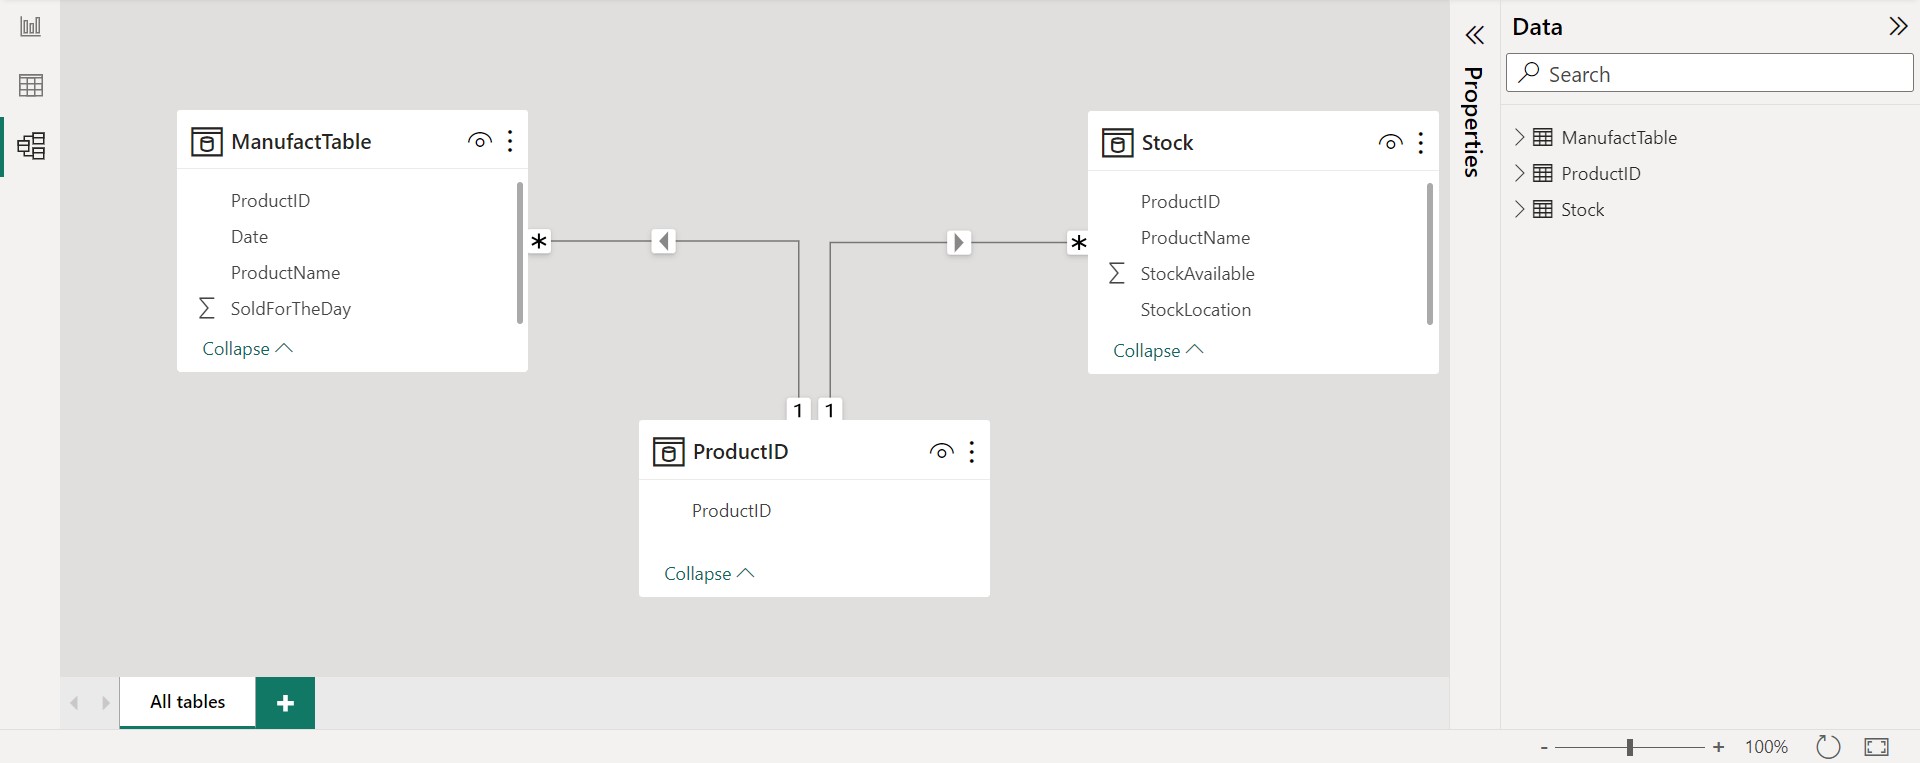 ManufactTable
ProductID
Date
ProductName
SoldForTheDay
Collapse
*
1
1
*
Stock
ProductID
ProductName
StockAvailable
StockLocation
Collapse
ProductID
ProductID
Collapse
All tables
+
Properties
Data
Search
ManufactTable
ProductID
Stock
- + 100%